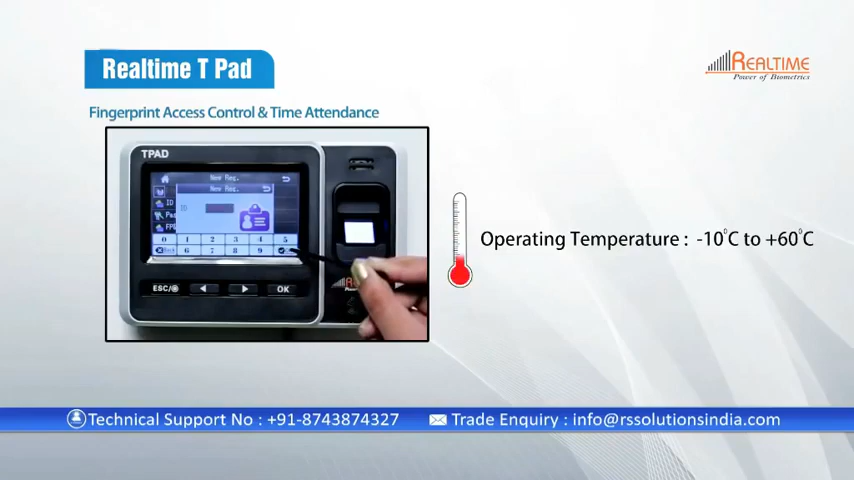 Realtime T Pad
REALTIME
Power of Biometrics
Fingerprint Access Control & Time Attendance
TPAD
New Reg.
New Reg.
ID
ID
0 1 2 3 4 5
6 7 8 9
ESC/
OK
Operating Temperature : -10°C to +60°C
Technical Support No : +91-8743874327
Trade Enquiry : info@rssolutionsindia.com